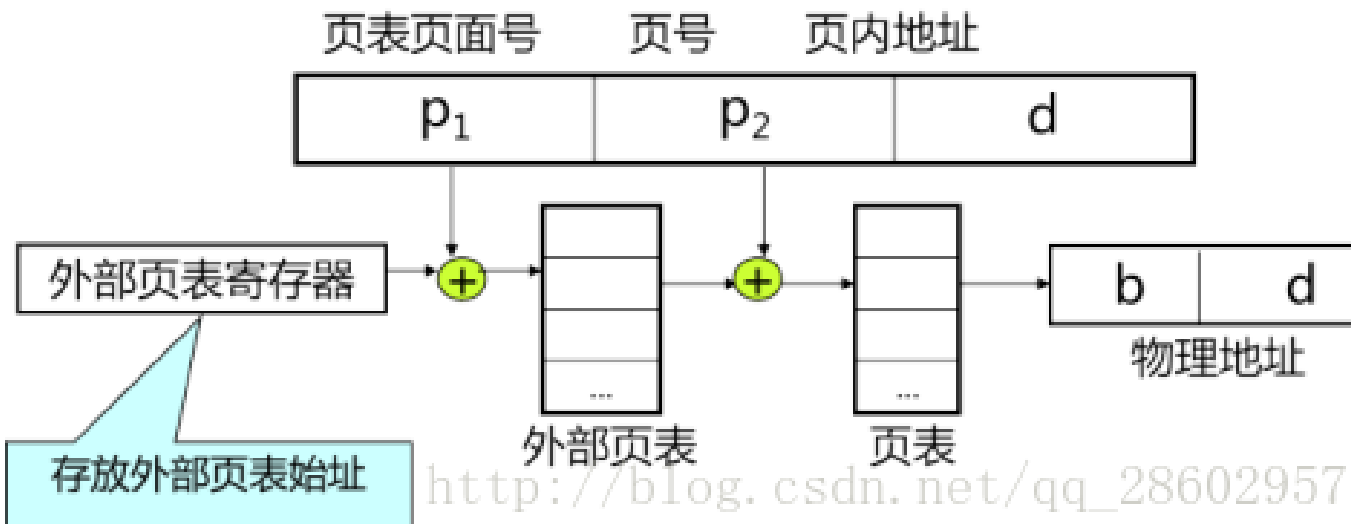 页表页面号 页号 页内地址
p₁ p₂ d
外部页表寄存器 + + b d
物理地址
... ...
外部页表 页表
存放外部页表始址
http://blog.csdn.net/qq_28602957